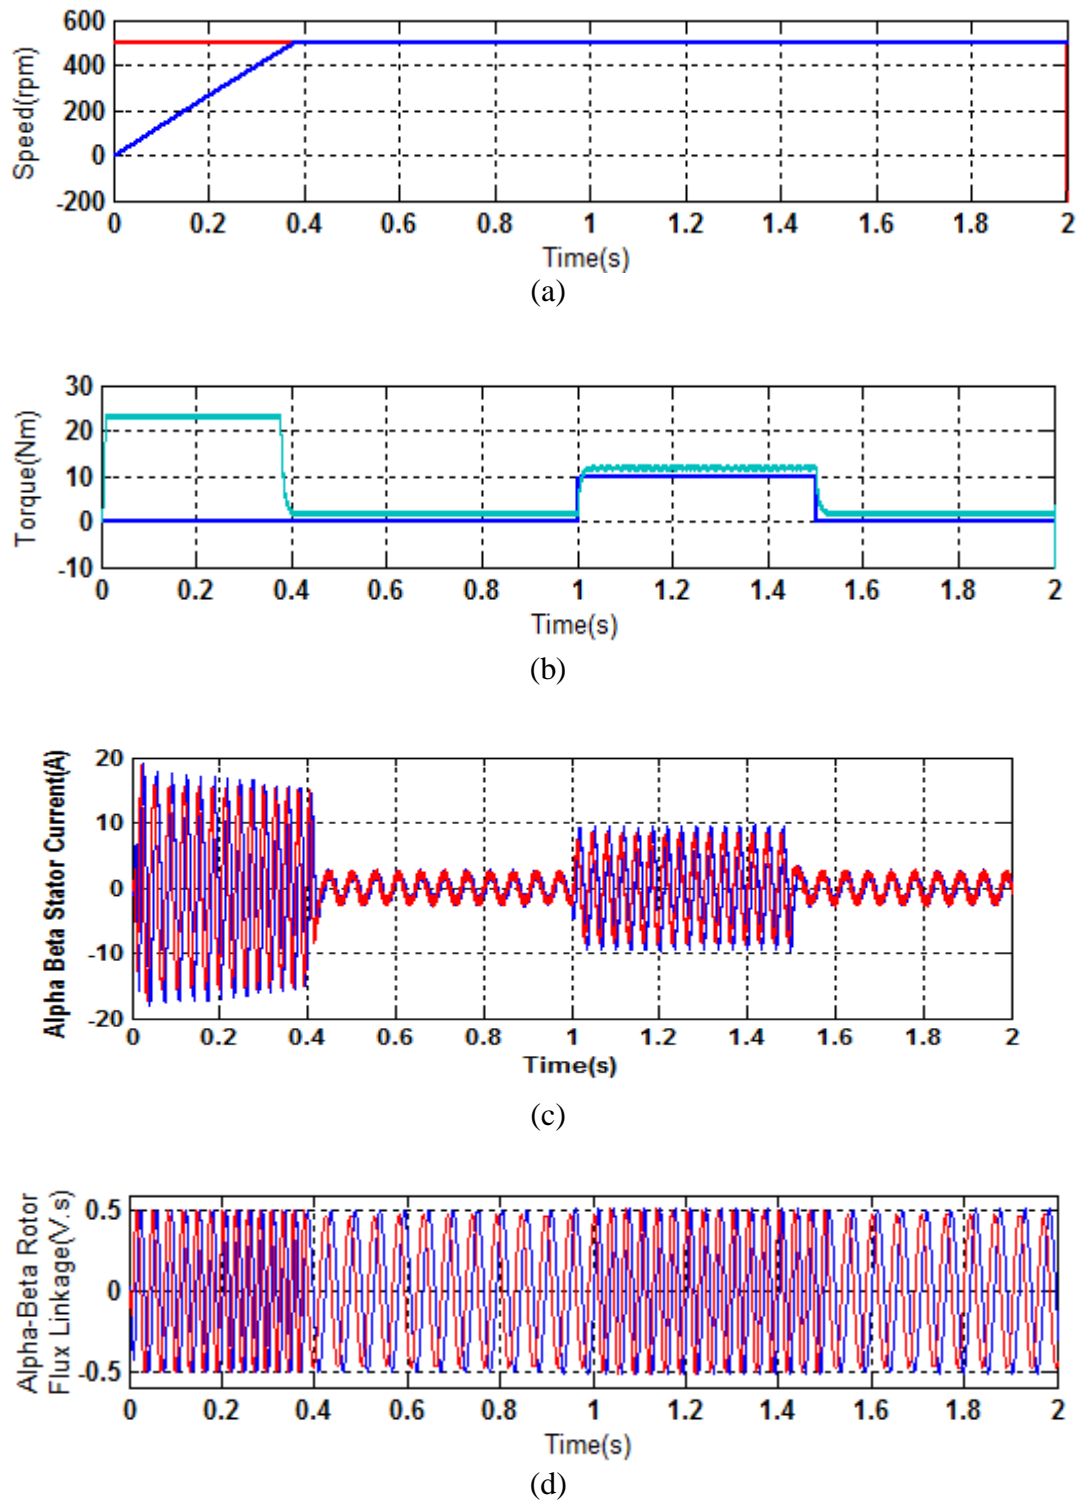 600
400
200
0
-200
Speed(rpm)
0 0.2 0.4 0.6 0.8 1 1.2 1.4 1.6 1.8 2
Time(s)
(a)
30
20
10
0
-10
Torque(Nm)
0 0.2 0.4 0.6 0.8 1 1.2 1.4 1.6 1.8 2
Time(s)
(b)
20
10
0
-10
-20
Alpha Beta Stator Current(A)
0 0.2 0.4 0.6 0.8 1 1.2 1.4 1.6 1.8 2
Time(s)
(c)
0.5
0
-0.5
Alpha-Beta Rotor
Flux Linkage(V.s)
0 0.2 0.4 0.6 0.8 1 1.2 1.4 1.6 1.8 2
Time(s)
(d)